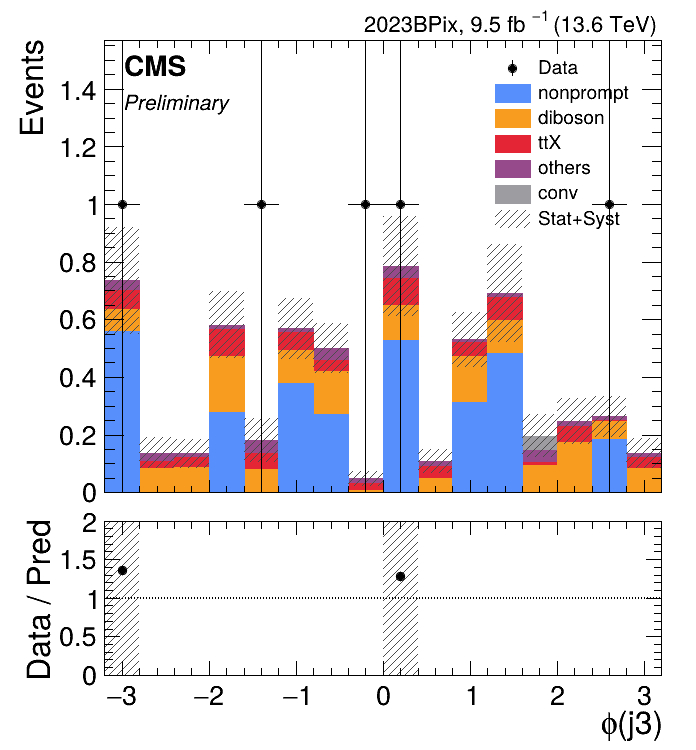 2023BPix, 9.5 fb⁻¹ (13.6 TeV)
CMS
Preliminary
Events
Data
nonprompt
diboson
ttX
others
conv
Stat+Syst
1.4
1.2
1
0.8
0.6
0.4
0.2
0
Data / Pred
2
1.5
1
0.5
0
−3 −2 −1 0 1 2 3
ϕ(j3)